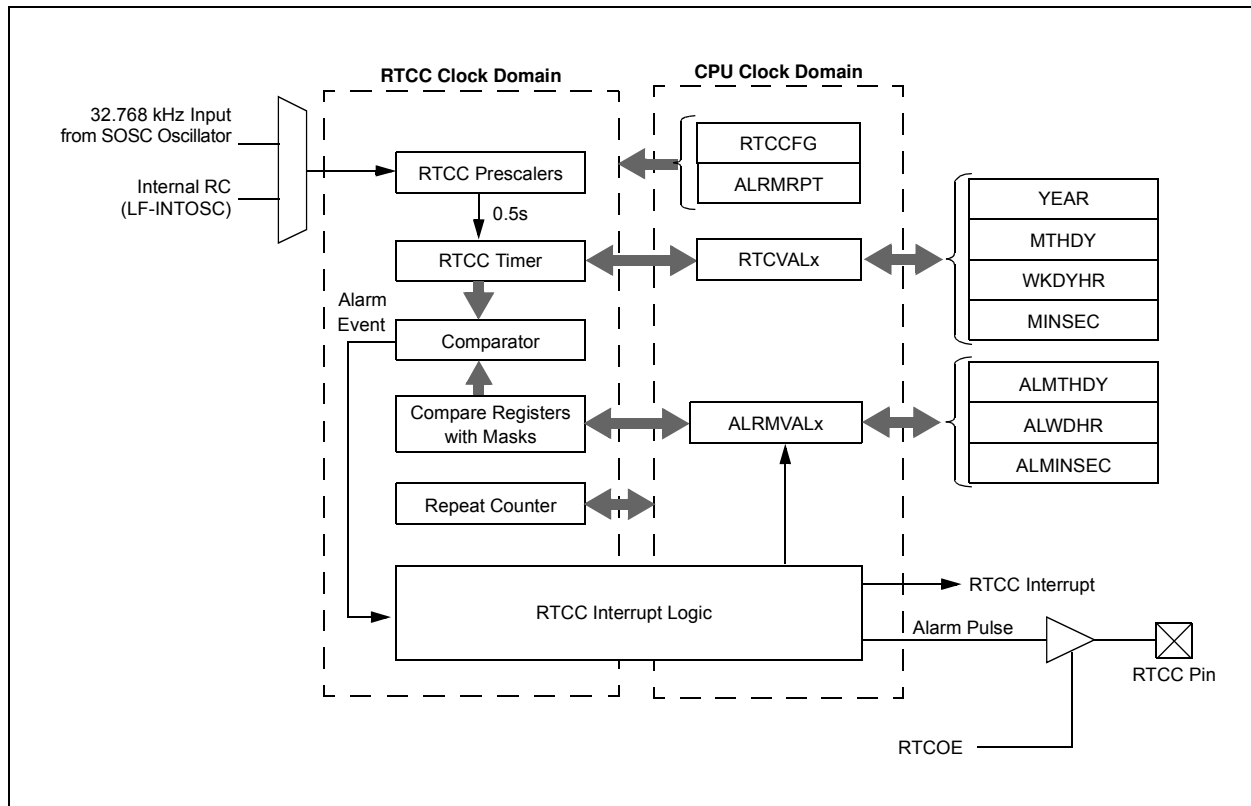 RTCC Clock Domain
CPU Clock Domain
32.768 kHz Input
from SOSC Oscillator
Internal RC
(LF-INTOSC)
RTCC Prescalers
0.5s
RTCC Timer
Alarm
Event
Comparator
Compare Registers
with Masks
Repeat Counter
RTCC Interrupt Logic
RTCCFG
ALRMRPT
RTCVALx
ALRMVALx
YEAR
MTHDY
WKDYHR
MINSEC
ALMTHDY
ALWDHR
ALMINSEC
RTCC Interrupt
Alarm Pulse
RTCC Pin
RTCOE